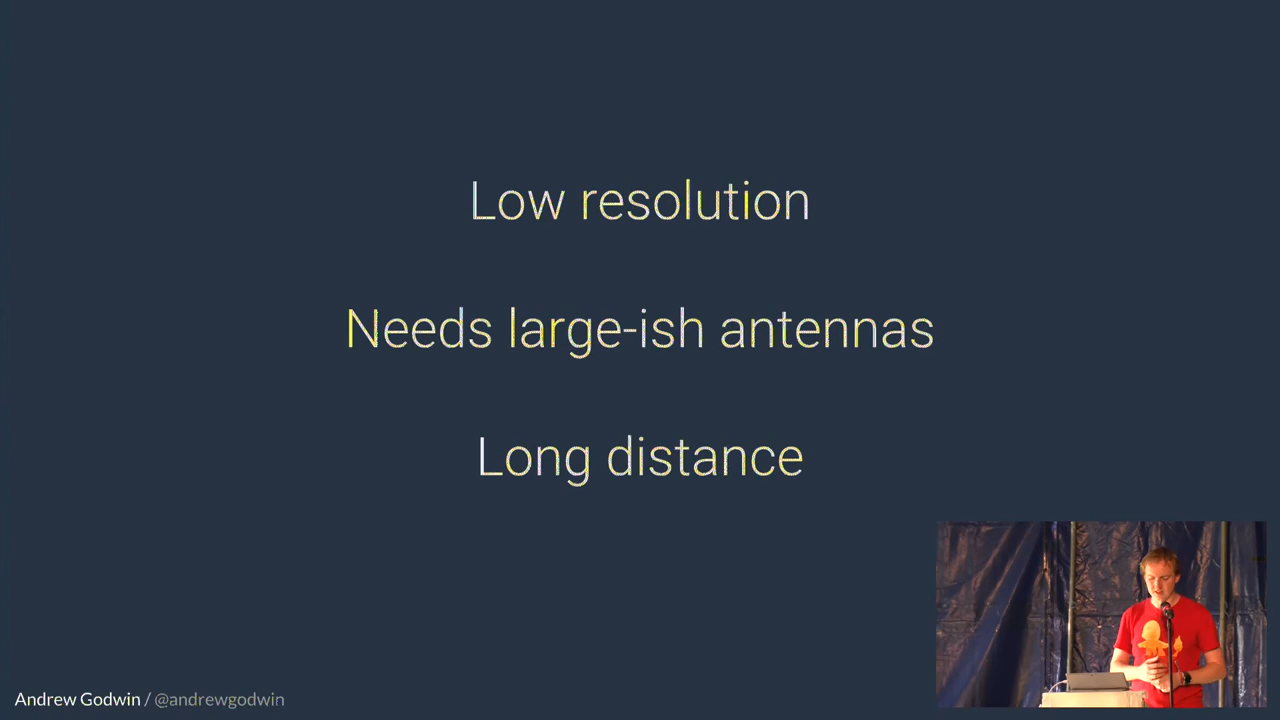 Low resolution
Needs large-ish antennas
Long distance
Andrew Godwin / @andrewgodwin